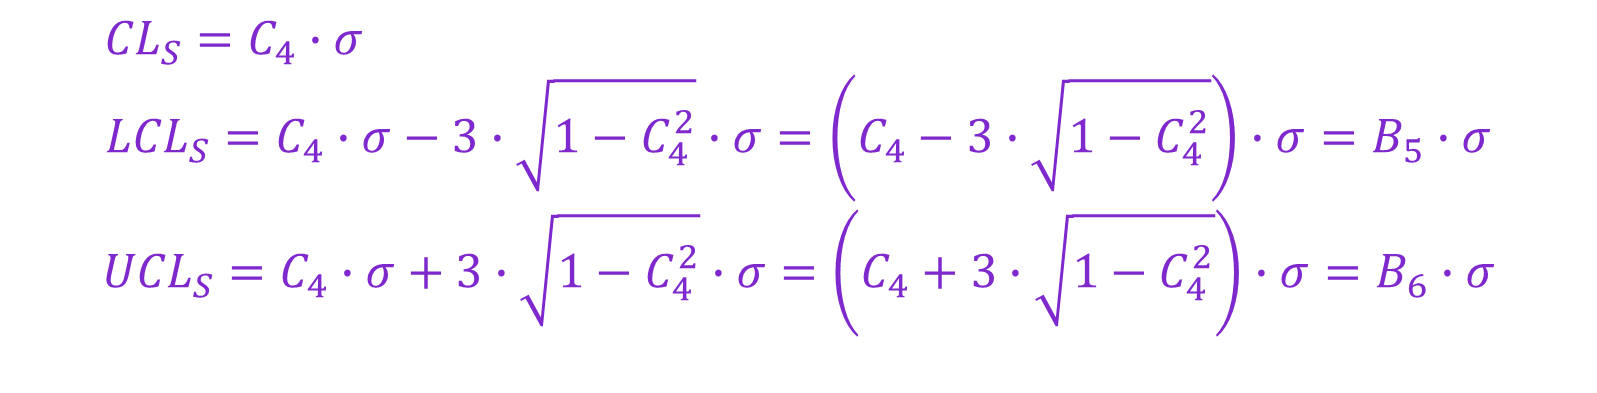 CL_S = C_4 · σ
LCL_S = C_4 · σ − 3 · √(1 − C_4^2) · σ = (C_4 − 3 · √(1 − C_4^2)) · σ = B_5 · σ
UCL_S = C_4 · σ + 3 · √(1 − C_4^2) · σ = (C_4 + 3 · √(1 − C_4^2)) · σ = B_6 · σ